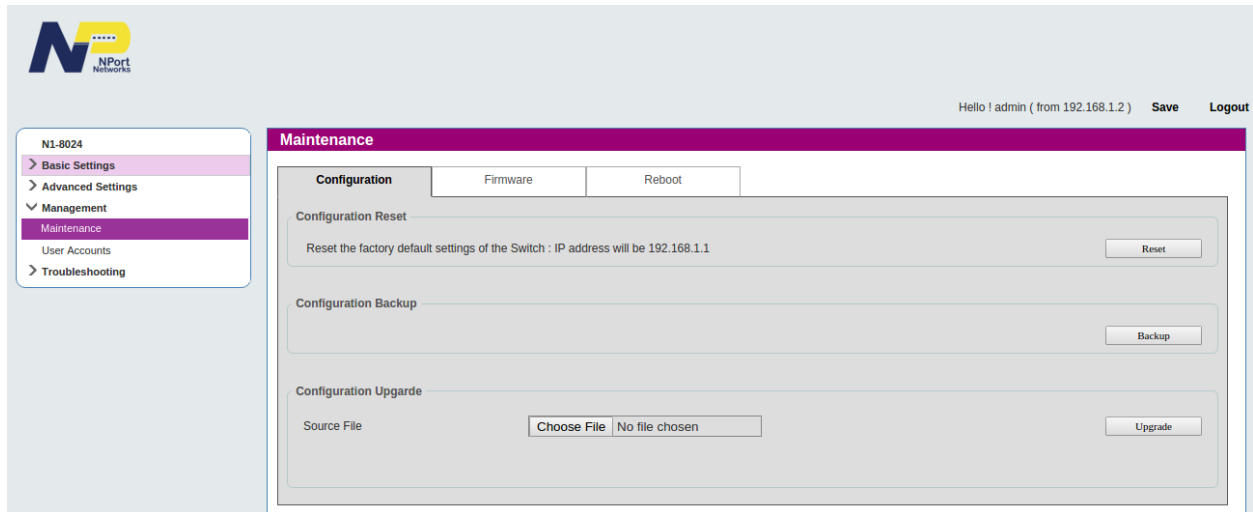 NPort
Networks
Hello ! admin ( from 192.168.1.2 ) Save Logout
N1-8024
Basic Settings
Advanced Settings
Management
Maintenance
User Accounts
Troubleshooting
Maintenance
Configuration Firmware Reboot
Configuration Reset
Reset the factory default settings of the Switch : IP address will be 192.168.1.1 Reset
Configuration Backup
Backup
Configuration Upgarde
Source File Choose File No file chosen Upgrade